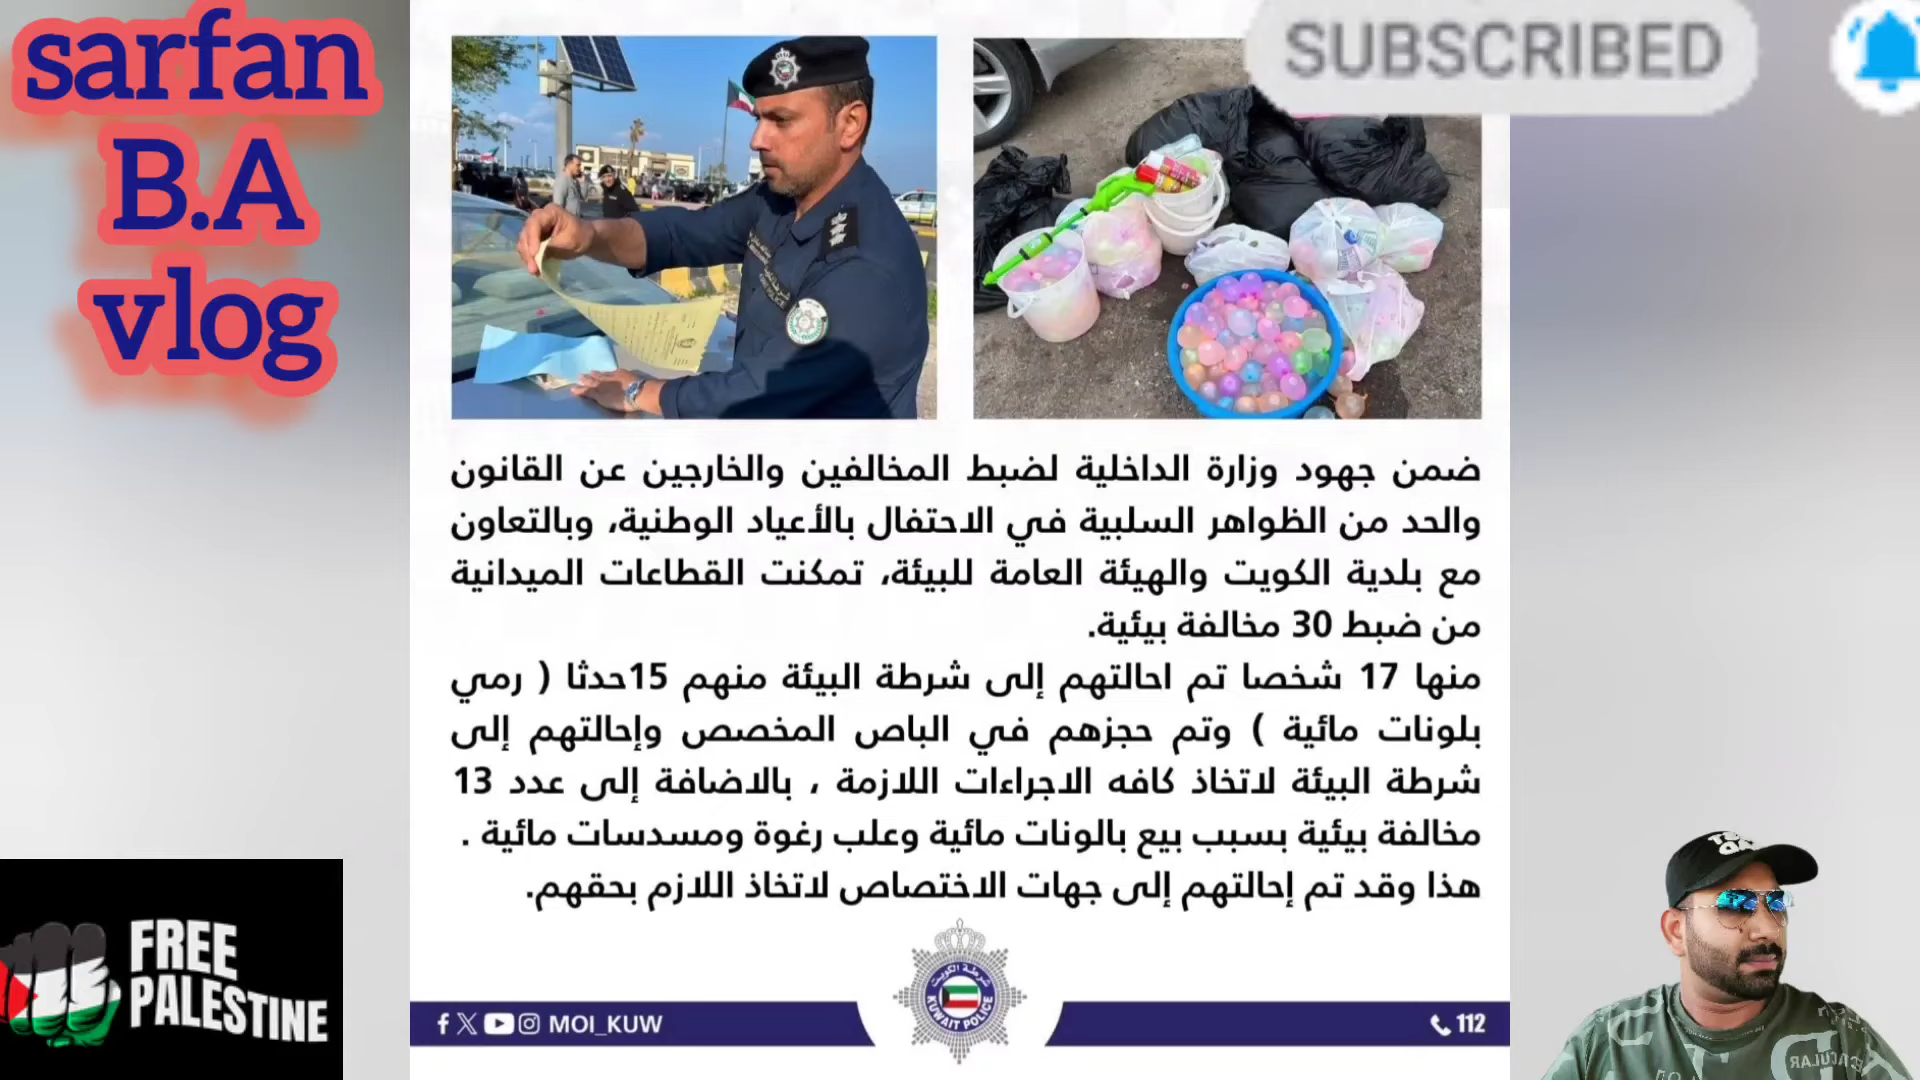 sarfan
B.A
vlog
SUBSCRIBED
ضمن جهود وزارة الداخلية لضبط المخالفين والخارجين عن القانون
والحد من الظواهر السلبية في الاحتفال بالأعياد الوطنية، وبالتعاون
مع بلدية الكويت والهيئة العامة للبيئة، تمكنت القطاعات الميدانية
من ضبط 30 مخالفة بيئية.
منها 17 شخصا تم احالتهم إلى شرطة البيئة منهم 15حدثا ( رمي
بلونات مائية ) وتم حجزهم في الباص المخصص وإحالتهم إلى
شرطة البيئة لاتخاذ كافه الاجراءات اللازمة ، بالاضافة إلى عدد 13
مخالفة بيئية بسبب بيع بالونات مائية وعلب رغوة ومسدسات مائية .
هذا وقد تم إحالتهم إلى جهات الاختصاص لاتخاذ اللازم بحقهم.
FREE
PALESTINE
MOI_KUW
شرطة الكويت
KUWAIT POLICE
112